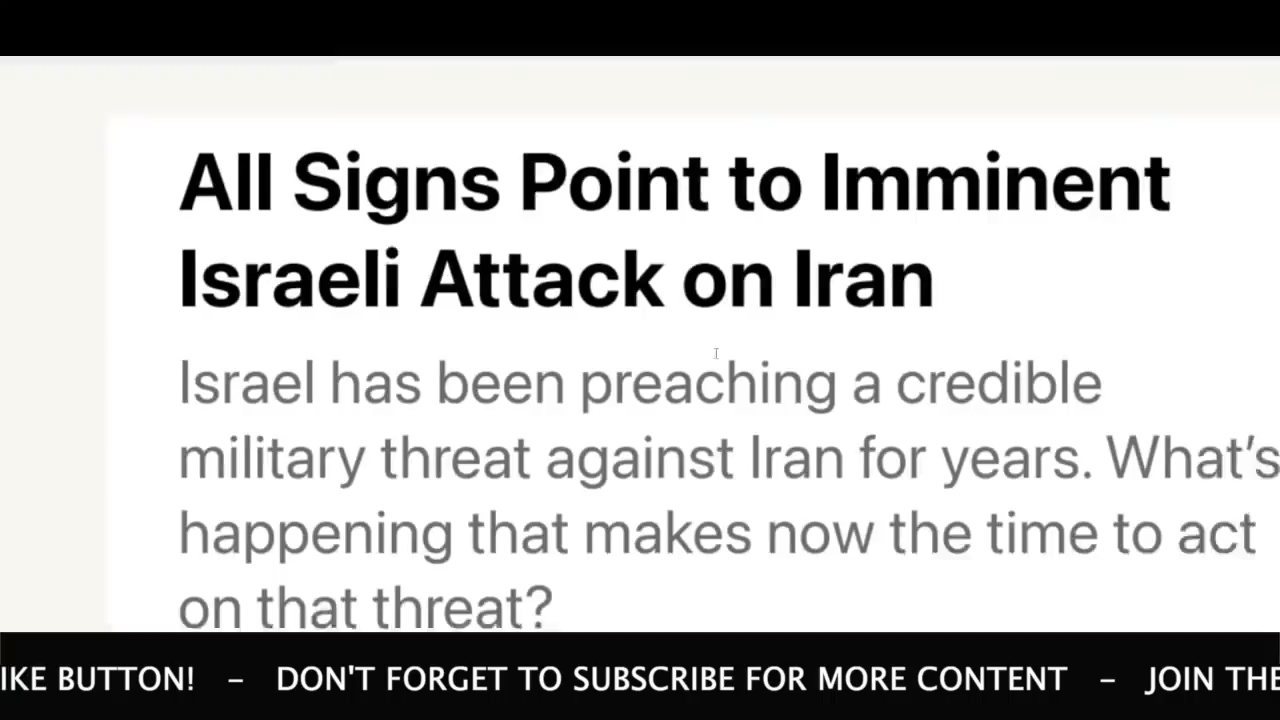 All Signs Point to Imminent
Israeli Attack on Iran
Israel has been preaching a credible
military threat against Iran for years. What’s
happening that makes now the time to act
on that threat?
IKE BUTTON! – DON'T FORGET TO SUBSCRIBE FOR MORE CONTENT – JOIN THE